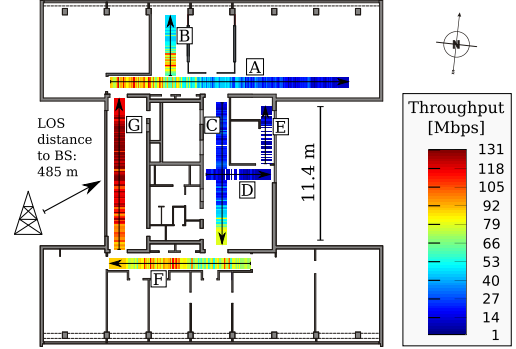 N
B
A
LOS
distance
to BS:
485 m
G
C
E
D
11.4 m
F
Throughput
[Mbps]
131
118
105
92
79
66
53
40
27
14
1